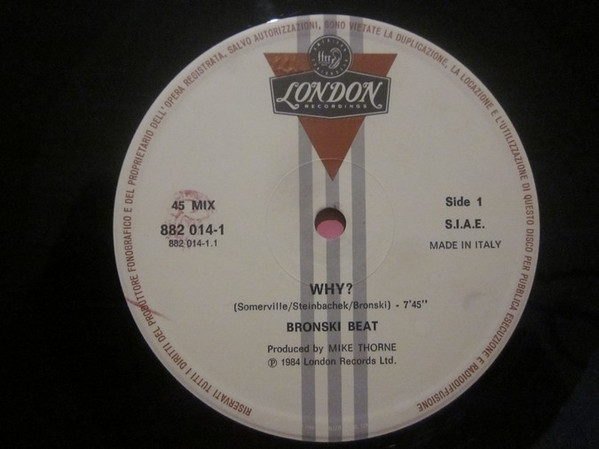 RISERVATI TUTTI I DIRITTI DEL PRODUTTORE FONOGRAFICO E DEL PROPRIETARIO DELL'OPERA REGISTRATA, SALVO AUTORIZZAZIONI, SONO VIETATE LA DUPLICAZIONE, LA LOCAZIONE E L'UTILIZZAZIONE DI QUESTO DISCO PER PUBBLICA ESECUZIONE E RADIODIFFUSIONE
LONDON
RECORDINGS
45 MIX
882 014-1
882 014-1.1
Side 1
S.I.A.E.
MADE IN ITALY
WHY?
(Somerville/Steinbachek/Bronski) - 7'45''
BRONSKI BEAT
Produced by MIKE THORNE
℗ 1984 London Records Ltd.